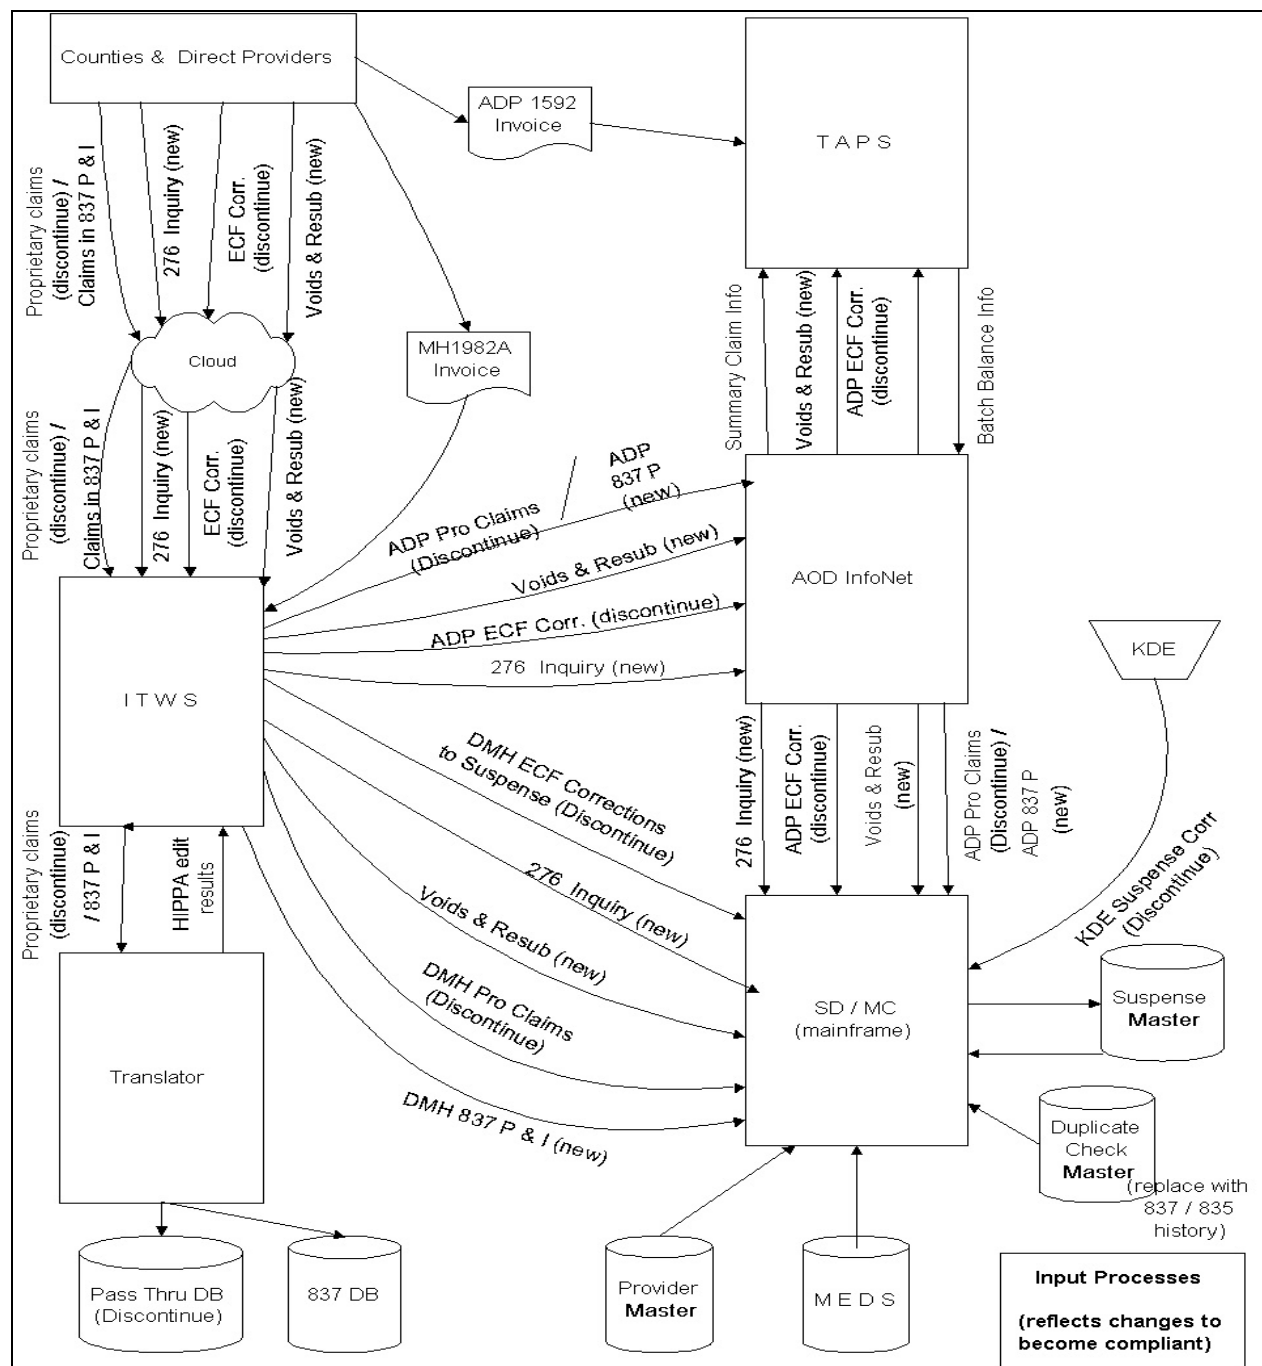 Counties & Direct Providers
ADP 1592
Invoice
T A P S
Proprietary claims
(discontinue) /
Claims in 837 P & I
276 Inquiry (new)
ECF Corr.
(discontinue)
Voids & Resub (new)
Cloud
MH1982A
Invoice
Summary Claim Info
Voids & Resub (new)
ADP ECF Corr.
(discontinue)
Batch Balance Info
Proprietary claims
(discontinue) /
Claims in 837 P & I
276 Inquiry (new)
ECF Corr.
(discontinue)
Voids & Resub (new)
ADP Pro Claims
(Discontinue)
/
ADP
837 P
(new)
Voids & Resub (new)
ADP ECF Corr. (discontinue)
276 Inquiry (new)
AOD InfoNet
KDE
I T W S
DMH ECF Corrections
to Suspense (Discontinue)
276 Inquiry (new)
Voids & Resub (new)
DMH Pro Claims
(Discontinue)
DMH 837 P & I (new)
276 Inquiry (new)
ADP ECF Corr.
(discontinue)
Voids & Resub
(new)
ADP Pro Claims
(Discontinue) /
ADP 837 P
(new)
KDE Suspense Corr
(Discontinue)
Proprietary claims
(discontinue)
/ 837 P & I
HIPPA edit
results
Translator
SD / MC
(mainframe)
Suspense
Master
Duplicate
Check
Master
(replace with
837 / 835
history)
Pass Thru DB
(Discontinue)
837 DB
Provider
Master
M E D S
Input Processes
(reflects changes to
become compliant)